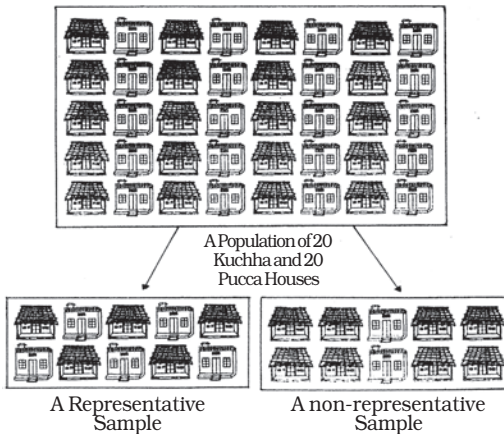 A Population of 20
Kuchha and 20
Pucca Houses
A Representative
Sample
A non-representative
Sample